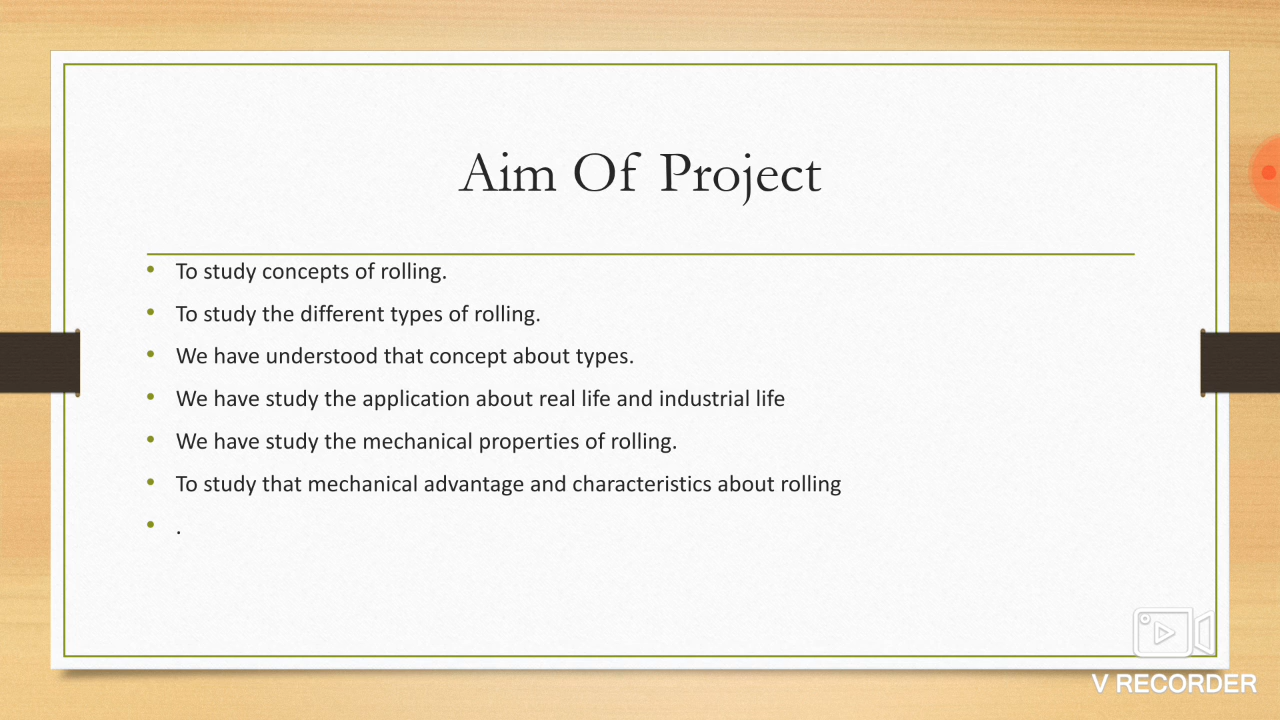 Aim Of Project
• To study concepts of rolling.
• To study the different types of rolling.
• We have understood that concept about types.
• We have study the application about real life and industrial life
• We have study the mechanical properties of rolling.
• To study that mechanical advantage and characteristics about rolling
• .
V RECORDER